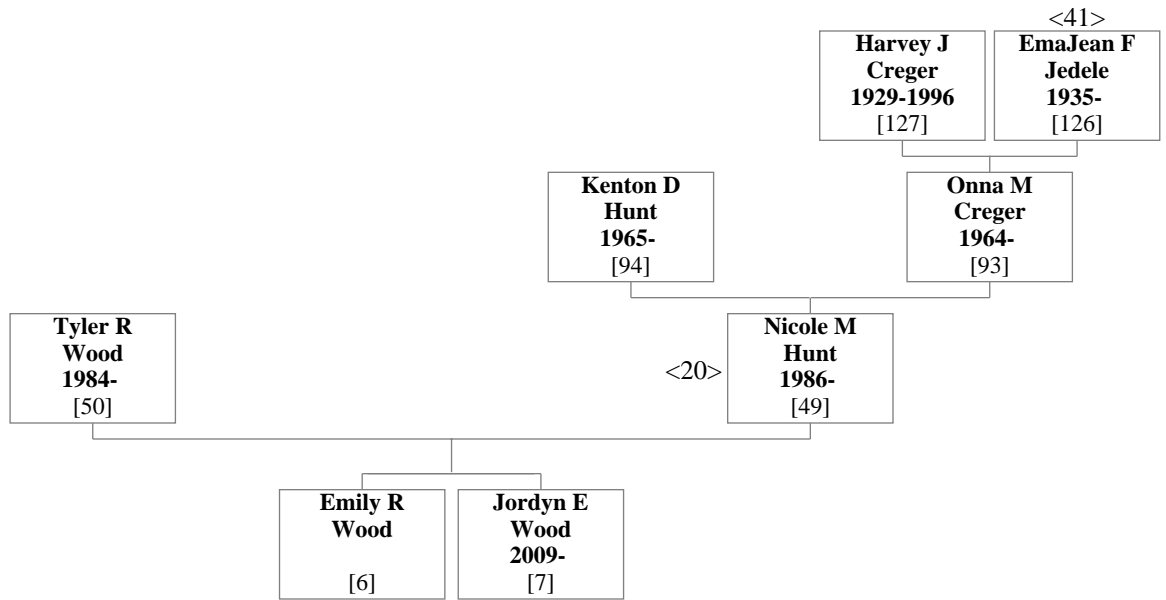 <41>
Harvey J
Creger
1929-1996
[127]
EmaJean F
Jedele
1935-
[126]
Kenton D
Hunt
1965-
[94]
Onna M
Creger
1964-
[93]
Tyler R
Wood
1984-
[50]
<20>
Nicole M
Hunt
1986-
[49]
Emily R
Wood
[6]
Jordyn E
Wood
2009-
[7]